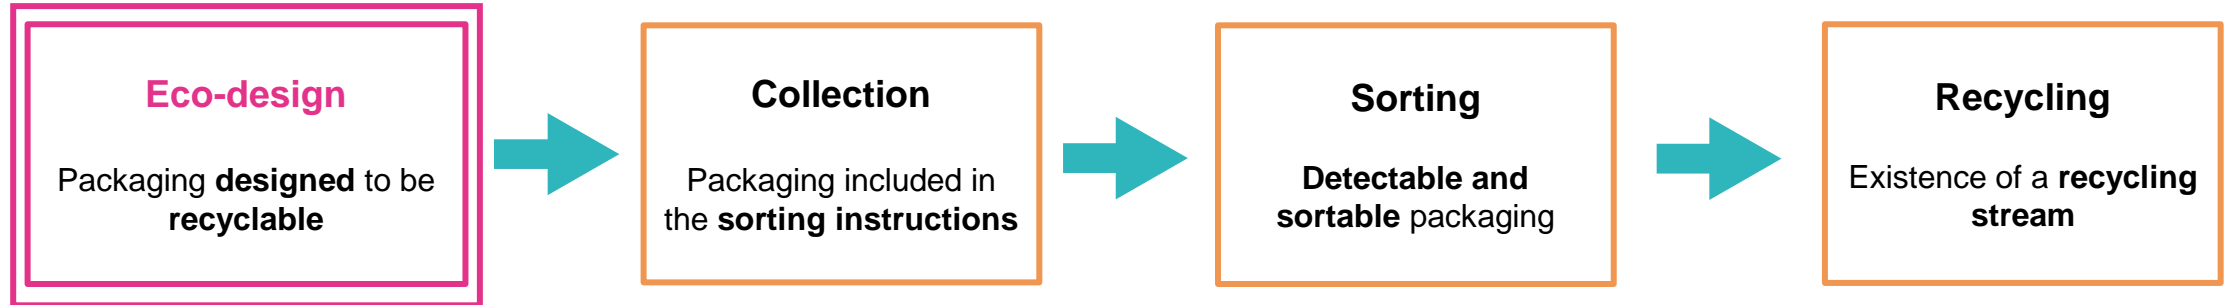 Eco-design
Packaging designed to be
recyclable
Collection
Packaging included in
the sorting instructions
Sorting
Detectable and
sortable packaging
Recycling
Existence of a recycling
stream